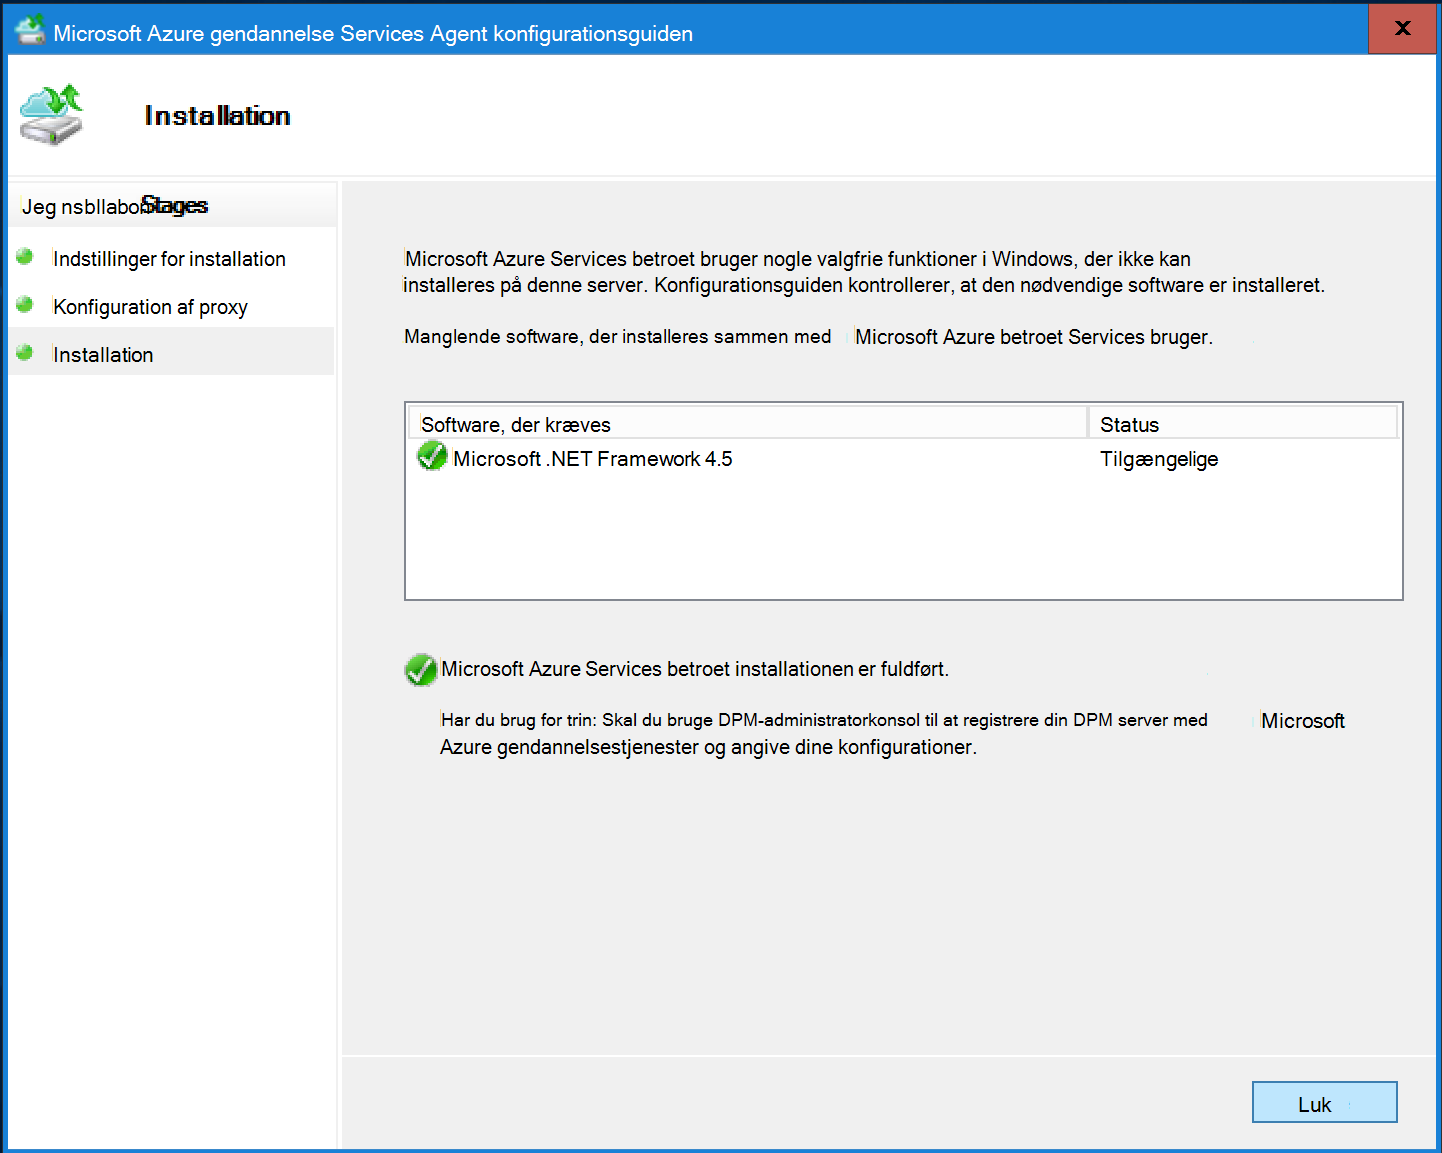 Microsoft Azure gendannelse Services Agent konfigurationsguiden
x
Installation
Jeg nsbllabon Stages
Indstillinger for installation
Konfiguration af proxy
Installation
Microsoft Azure Services betroet bruger nogle valgfrie funktioner i Windows, der ikke kan
installeres på denne server. Konfigurationsguiden kontrollerer, at den nødvendige software er installeret.
Manglende software, der installeres sammen med Microsoft Azure betroet Services bruger.
Software, der kræves Status
Microsoft .NET Framework 4.5 Tilgængelige
Microsoft Azure Services betroet installationen er fuldført.
Har du brug for trin: Skal du bruge DPM-administratorkonsol til at registrere din DPM server med Microsoft
Azure gendannelsestjenester og angive dine konfigurationer.
Luk